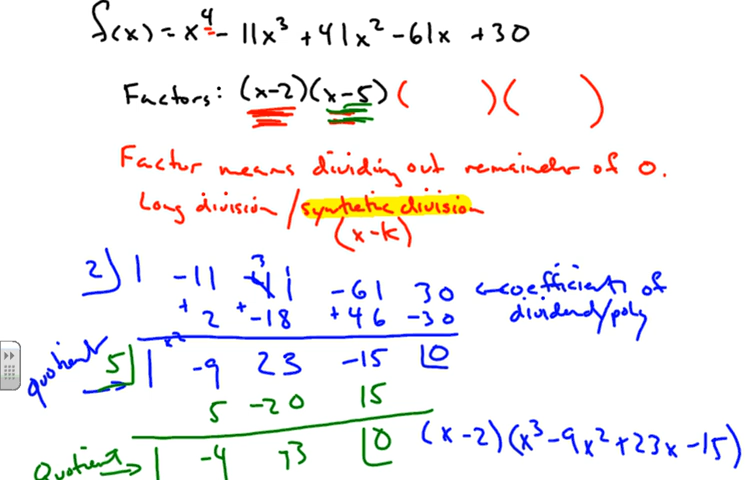 f(x) = x⁴ - 11x³ + 41x² - 61x + 30
Factors: (x-2)(x-5)( )( )
Factor means dividing out remainder of 0.
Long division / synthetic division
(x-k)
2) 1 -11 41 -61 30 ← coefficients of
+2 + -18 +46 -30 dividend/poly
quotient → 5| 1 x² -9 23 -15 0
5 -20 15
Quotient → 1 -4 +3 0 (x-2)(x³-9x²+23x-15)